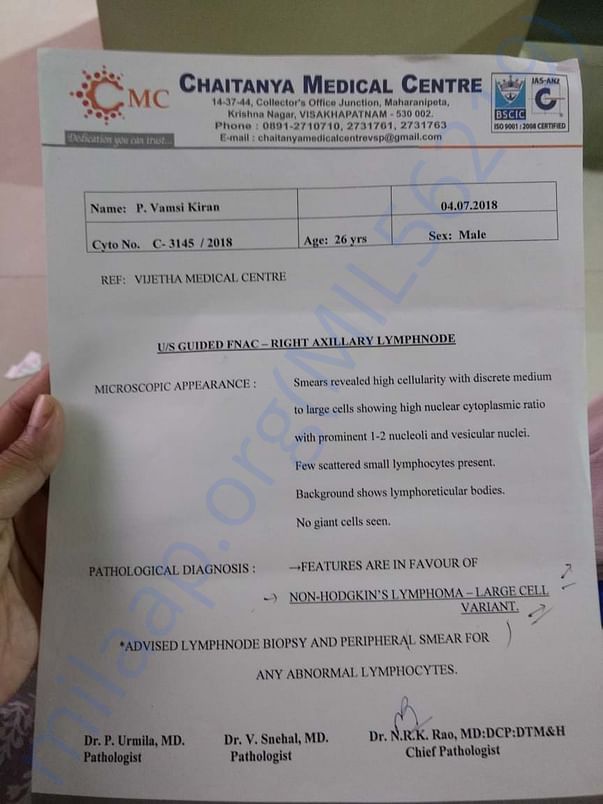 CMC
Dedication you can trust...
CHAITANYA MEDICAL CENTRE
14-37-44, Collector's Office Junction, Maharanipeta,
Krishna Nagar, VISAKHAPATNAM - 530 002.
Phone : 0891-2710710, 2731761, 2731763
E-mail : chaitanyamedicalcentrevsp@gmail.com
BSCIC
JAS-ANZ
ISO 9001 : 2008 CERTIFIED
Name: P. Vamsi Kiran 04.07.2018
Cyto No. C- 3145 / 2018 Age: 26 yrs Sex: Male
REF: VIJETHA MEDICAL CENTRE
U/S GUIDED FNAC – RIGHT AXILLARY LYMPHNODE
MICROSCOPIC APPEARANCE : Smears revealed high cellularity with discrete medium
to large cells showing high nuclear cytoplasmic ratio
with prominent 1-2 nucleoli and vesicular nuclei.
Few scattered small lymphocytes present.
Background shows lymphoreticular bodies.
No giant cells seen.
PATHOLOGICAL DIAGNOSIS : →FEATURES ARE IN FAVOUR OF
NON-HODGKIN'S LYMPHOMA – LARGE CELL
VARIANT.
*ADVISED LYMPHNODE BIOPSY AND PERIPHERAL SMEAR FOR
ANY ABNORMAL LYMPHOCYTES.
Dr. P. Urmila, MD. Dr. V. Snehal, MD. Dr. N.R.K. Rao, MD:DCP:DTM&H
Pathologist Pathologist Chief Pathologist
milaap.org(MIL56219)